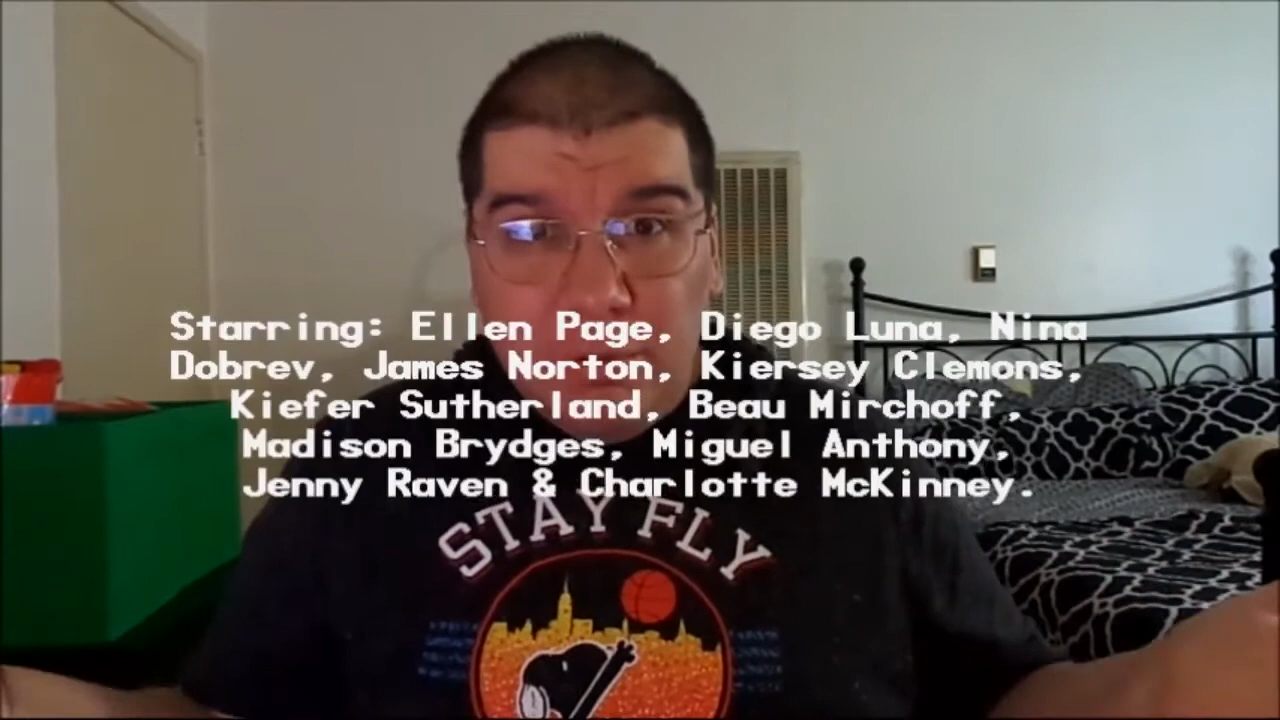 Starring: Ellen Page, Diego Luna, Nina
Dobrev, James Norton, Kiersey Clemons,
Kiefer Sutherland, Beau Mirchoff,
Madison Brydges, Miguel Anthony,
Jenny Raven & Charlotte McKinney.
STAY FLY